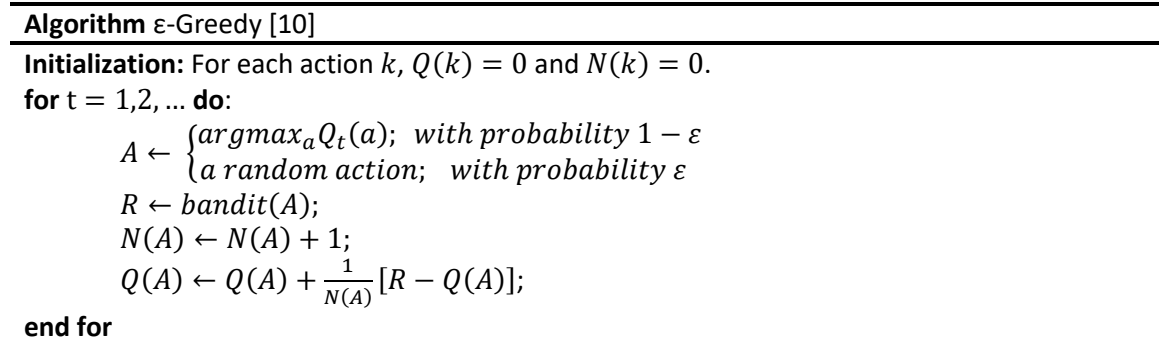 Algorithm ε-Greedy [10]
Initialization: For each action k, Q(k) = 0 and N(k) = 0.
for t = 1,2, … do:
A ← {argmax_a Q_t(a); with probability 1 − ε
a random action; with probability ε
R ← bandit(A);
N(A) ← N(A) + 1;
Q(A) ← Q(A) + 1/N(A) [R − Q(A)];
end for